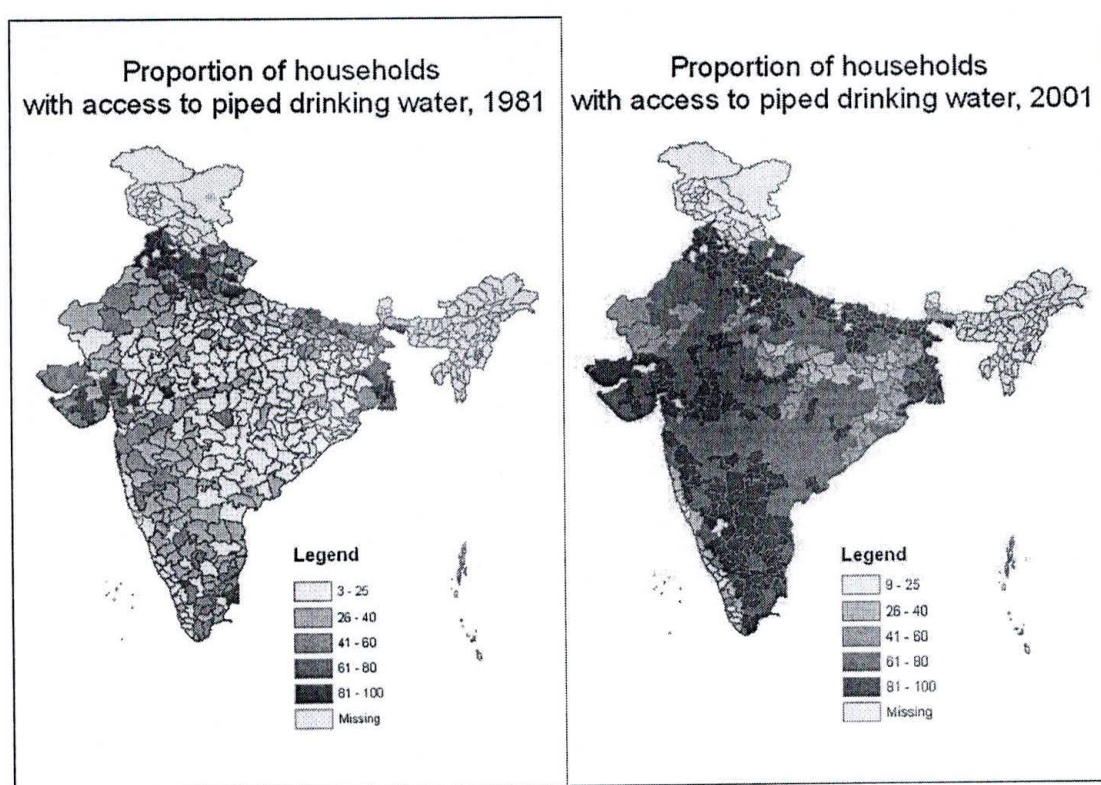 Proportion of households
with access to piped drinking water, 1981
Legend
3 - 25
26 - 40
41 - 60
61 - 80
81 - 100
Missing
Proportion of households
with access to piped drinking water, 2001
Legend
9 - 25
26 - 40
41 - 60
61 - 80
81 - 100
Missing